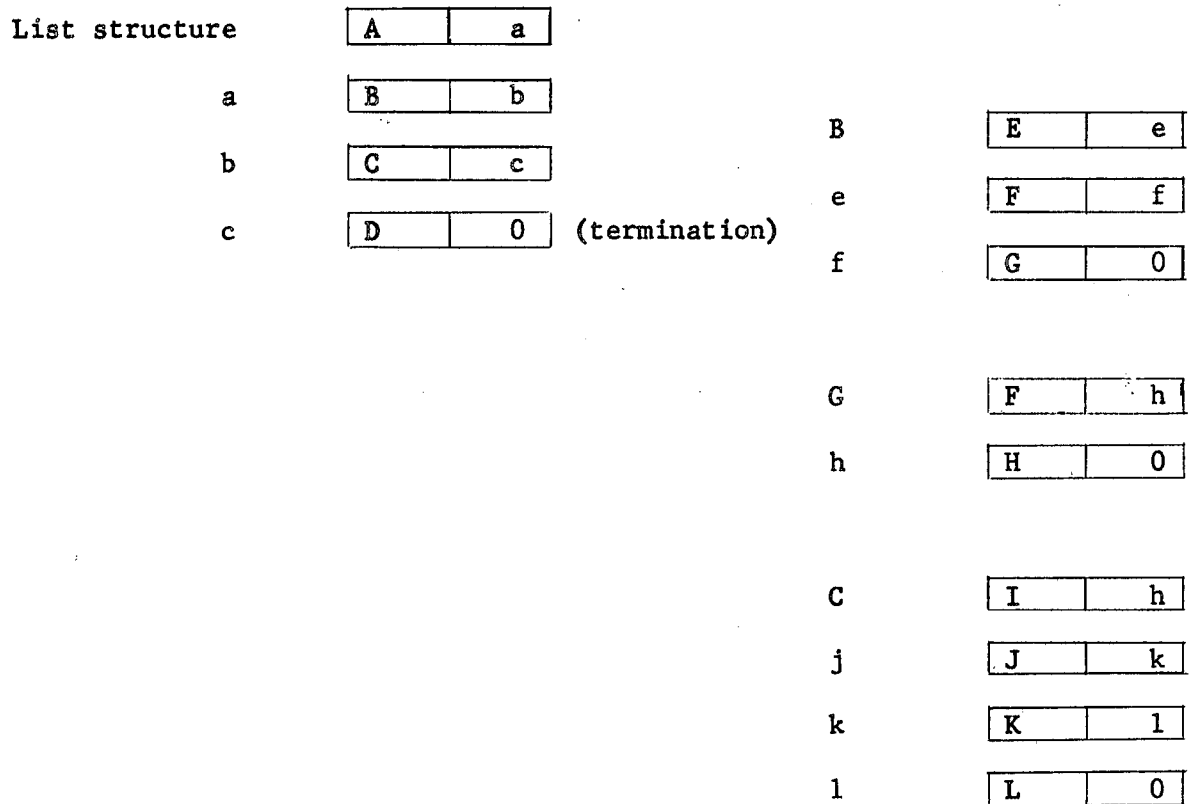 List structure A a
a B b
B E e
b C c
e F f
c D 0 (termination)
f G 0
G F h
h H 0
C I h
j J k
k K l
l L 0